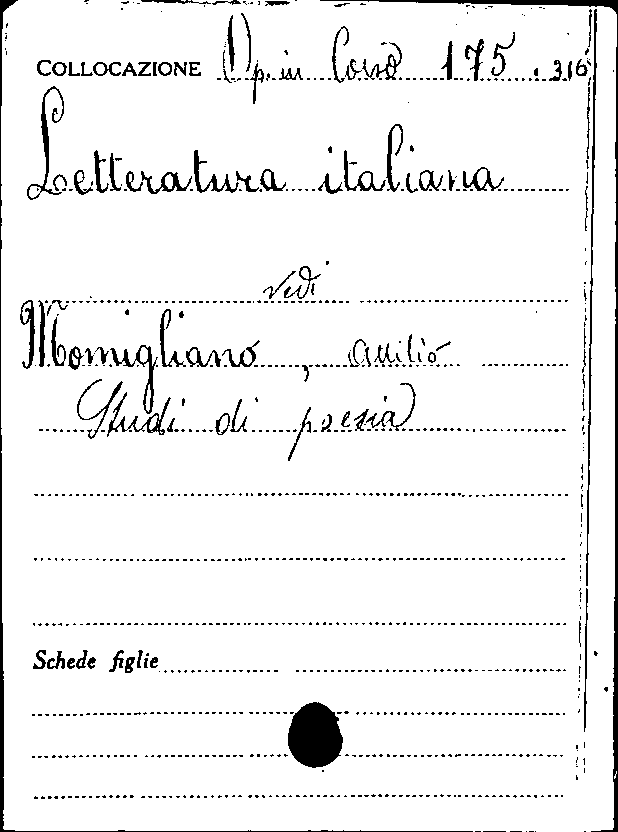 COLLOCAZIONE Op. in Corso 175.316
Letteratura italiana
vedi
Momigliano, Attilio
Studi di poesia
Schede figlie